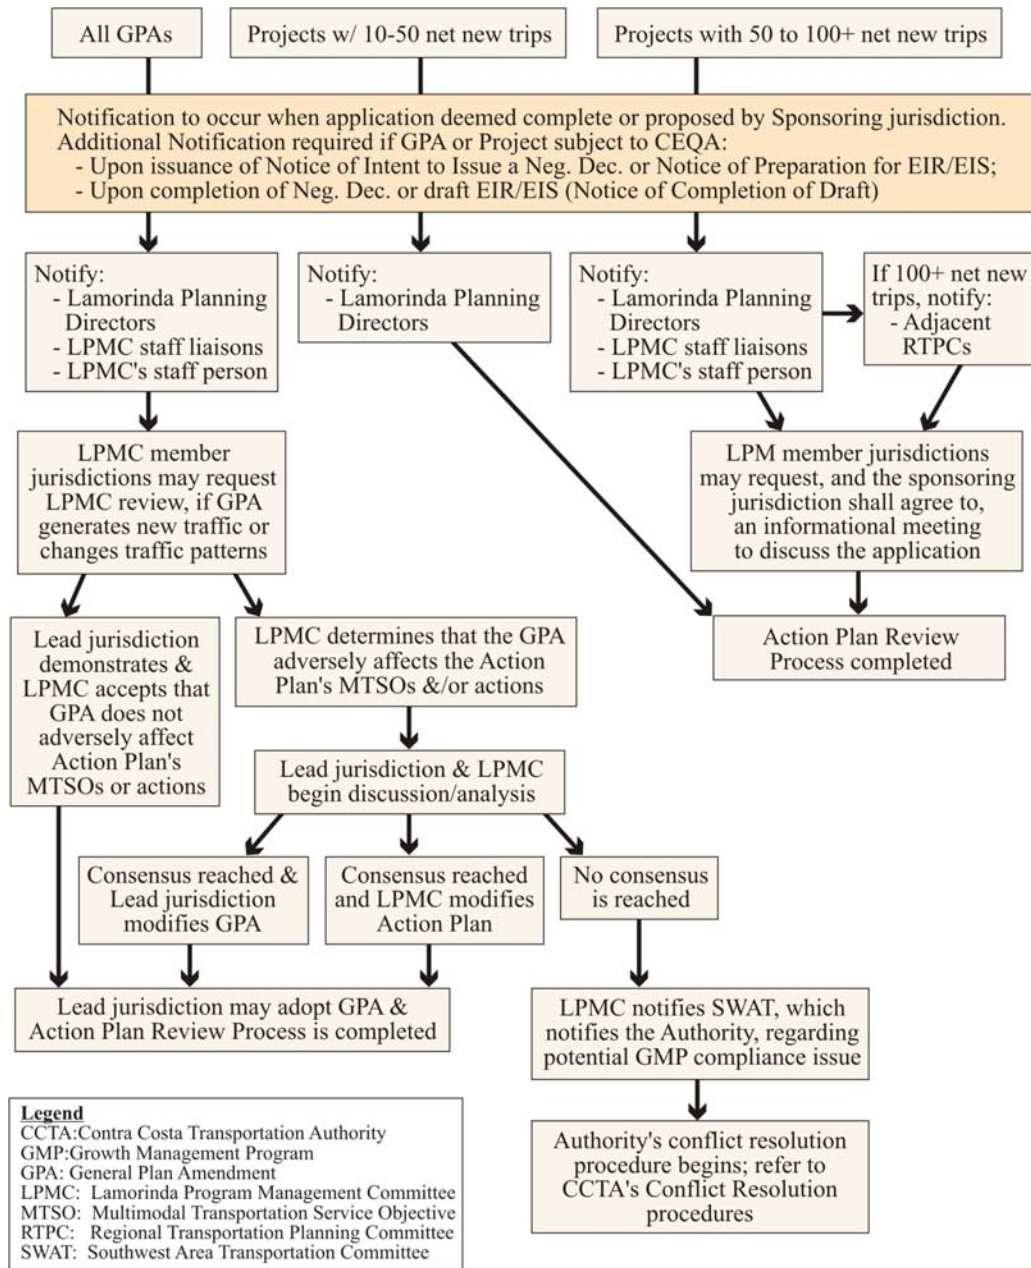 All GPAs
Projects w/ 10-50 net new trips
Projects with 50 to 100+ net new trips
Notification to occur when application deemed complete or proposed by Sponsoring jurisdiction.
Additional Notification required if GPA or Project subject to CEQA:
- Upon issuance of Notice of Intent to Issue a Neg. Dec. or Notice of Preparation for EIR/EIS;
- Upon completion of Neg. Dec. or draft EIR/EIS (Notice of Completion of Draft)
Notify:
- Lamorinda Planning
Directors
- LPMC staff liaisons
- LPMC's staff person
Notify:
- Lamorinda Planning
Directors
Notify:
- Lamorinda Planning
Directors
- LPMC staff liaisons
- LPMC's staff person
If 100+ net new
trips, notify:
- Adjacent
RTPCs
LPMC member
jurisdictions may request
LPMC review, if GPA
generates new traffic or
changes traffic patterns
LPM member jurisdictions
may request, and the sponsoring
jurisdiction shall agree to,
an informational meeting
to discuss the application
Lead jurisdiction
demonstrates &
LPMC accepts that
GPA does not
adversely affect
Action Plan's
MTSOs or actions
LPMC determines that the GPA
adversely affects the Action
Plan's MTSOs &/or actions
Action Plan Review
Process completed
Lead jurisdiction & LPMC
begin discussion/analysis
Consensus reached &
Lead jurisdiction
modifies GPA
Consensus reached
and LPMC modifies
Action Plan
No consensus
is reached
Lead jurisdiction may adopt GPA &
Action Plan Review Process is completed
LPMC notifies SWAT, which
notifies the Authority, regarding
potential GMP compliance issue
Authority's conflict resolution
procedure begins; refer to
CCTA's Conflict Resolution
procedures
Legend
CCTA:Contra Costa Transportation Authority
GMP:Growth Management Program
GPA: General Plan Amendment
LPMC: Lamorinda Program Management Committee
MTSO: Multimodal Transportation Service Objective
RTPC: Regional Transportation Planning Committee
SWAT: Southwest Area Transportation Committee